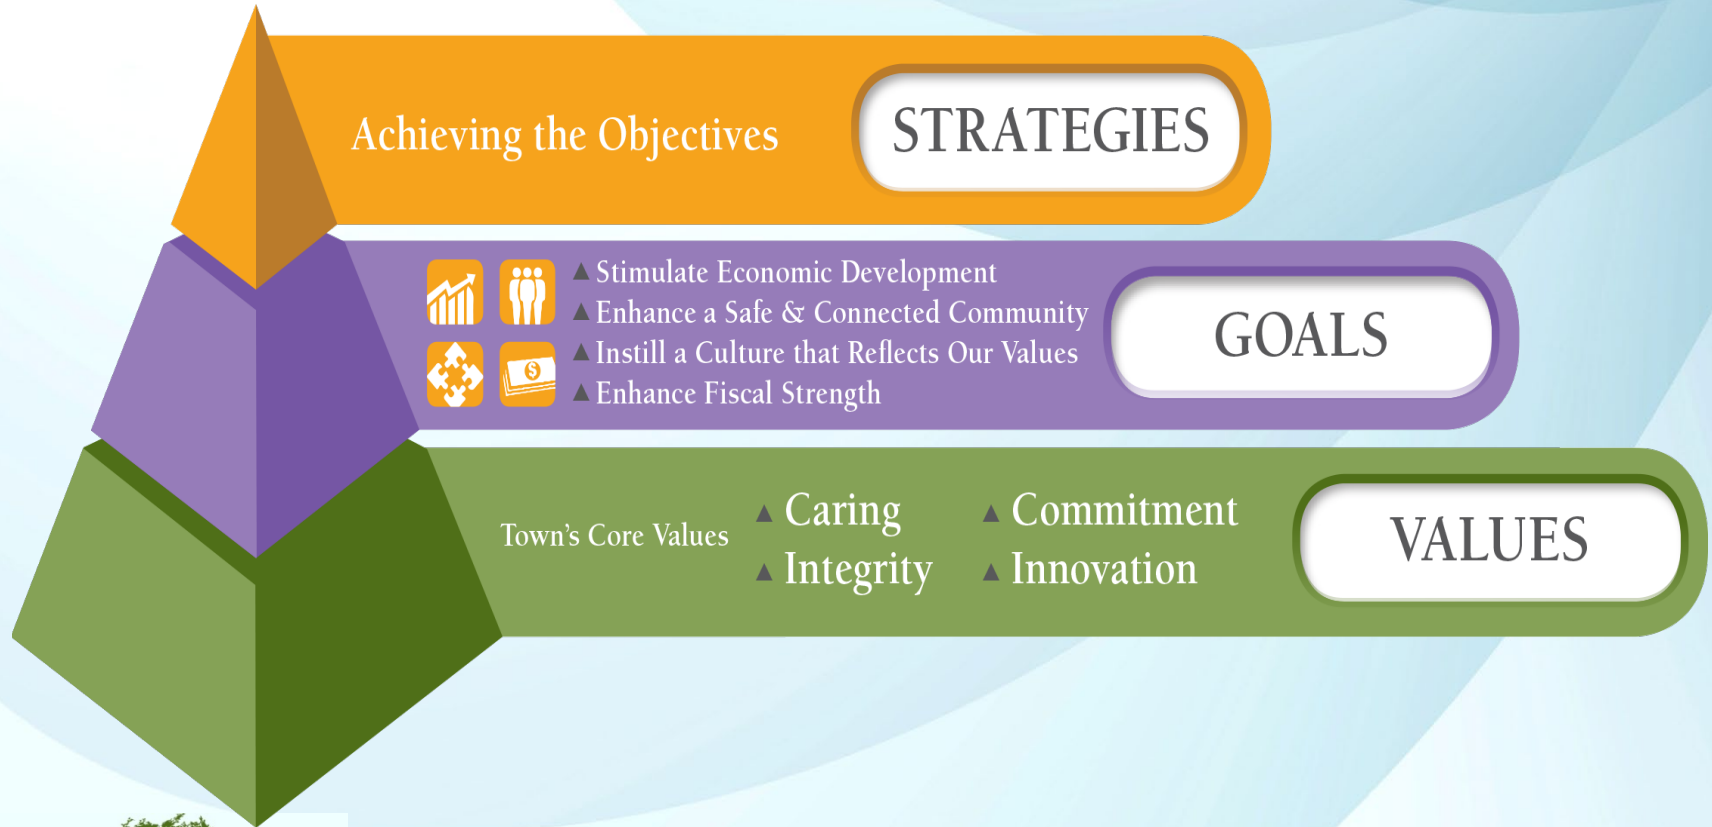 Achieving the Objectives
STRATEGIES
▲ Stimulate Economic Development
▲ Enhance a Safe & Connected Community
▲ Instill a Culture that Reflects Our Values
▲ Enhance Fiscal Strength
$
GOALS
Town's Core Values
▲ Caring
▲ Integrity
▲ Commitment
▲ Innovation
VALUES